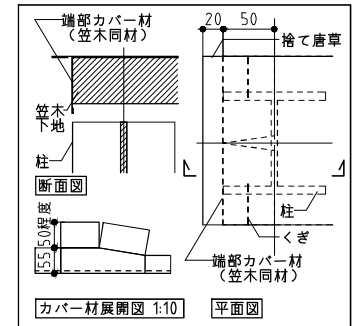 端部カバー材
(笠木同材)
20 50
捨て唐草
笠木
下地
柱
断面図
柱
くぎ
55 50程度
端部カバー材
(笠木同材)
カバー材展開図 1:10
平面図